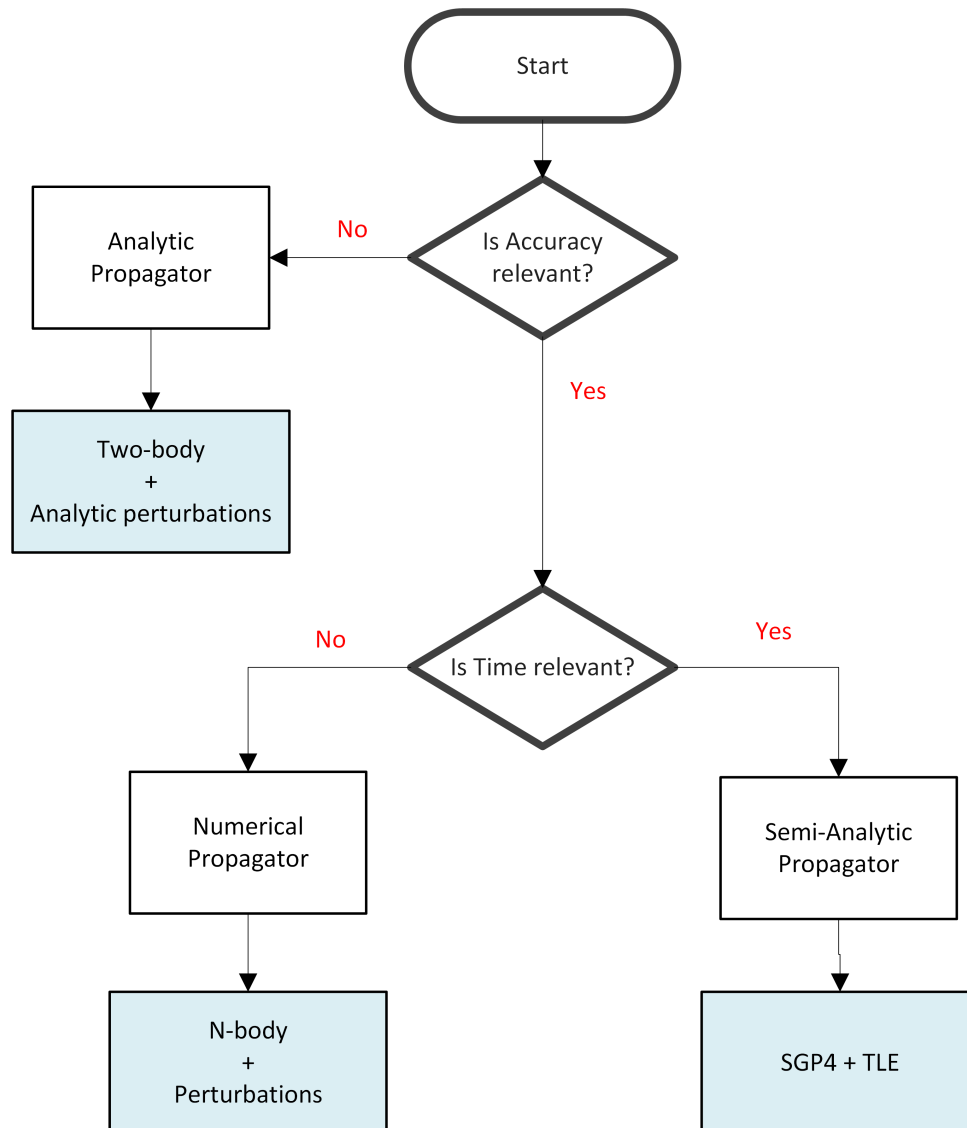 Start
Is Accuracy
relevant?
No
Analytic
Propagator
Two-body
+
Analytic perturbations
Yes
Is Time relevant?
No
Numerical
Propagator
N-body
+
Perturbations
Yes
Semi-Analytic
Propagator
SGP4 + TLE